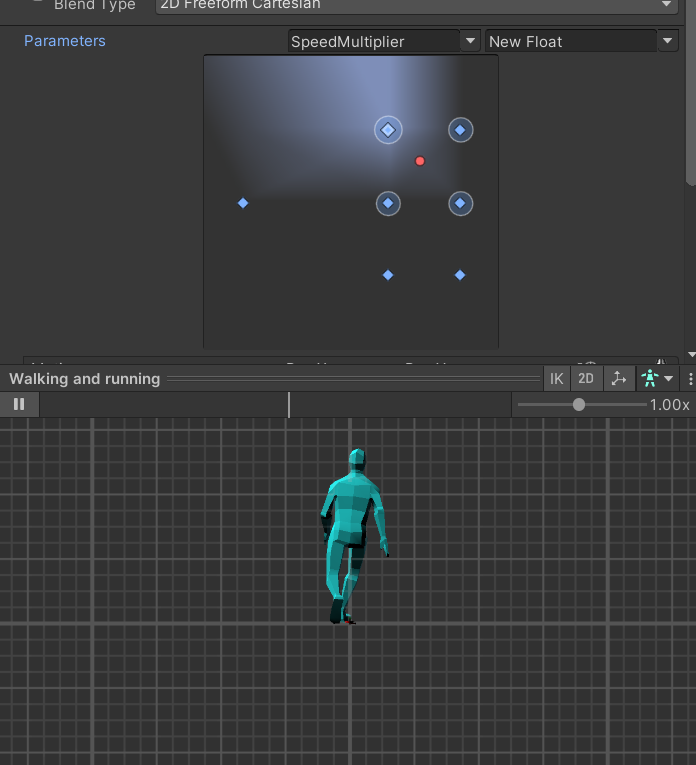 Blend Type 2D Freeform Cartesian
Parameters SpeedMultiplier New Float
Walking and running IK 2D
1.00x